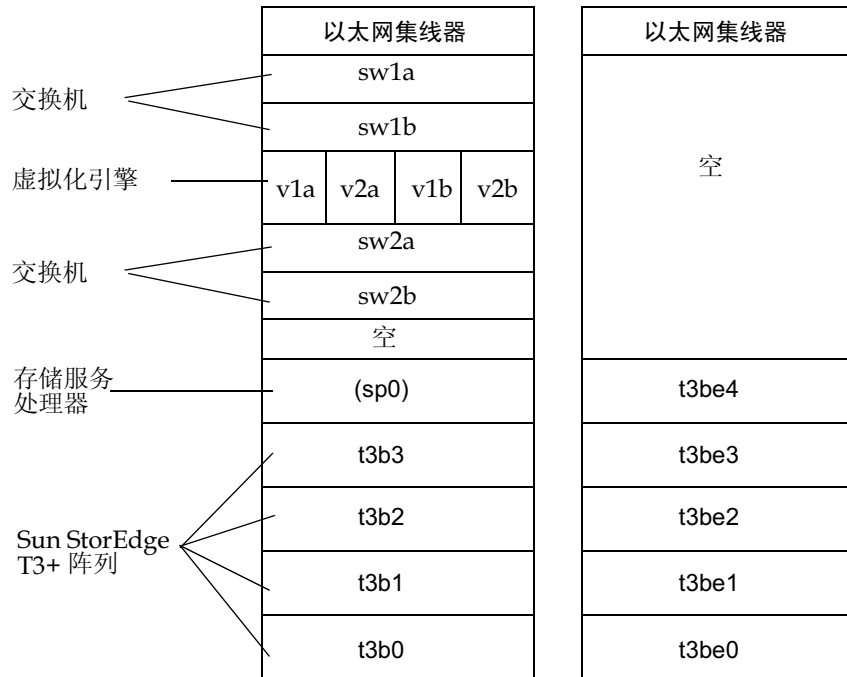 以太网集线器
以太网集线器
交换机
sw1a
sw1b
虚拟化引擎
v1a
v2a
v1b
v2b
空
交换机
sw2a
sw2b
空
存储服务
处理器
(sp0)
t3be4
t3b3
t3be3
Sun StorEdge
T3+ 阵列
t3b2
t3be2
t3b1
t3be1
t3b0
t3be0